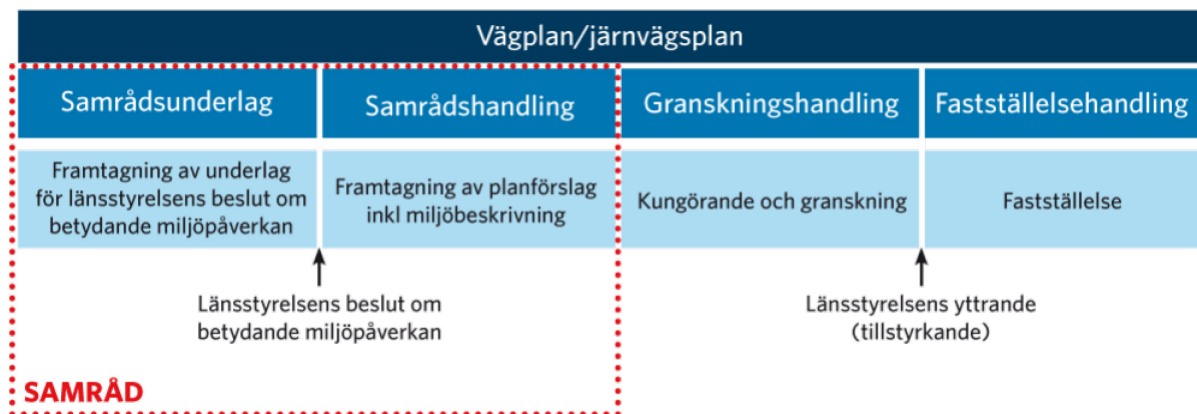 Vägplan/järnvägsplan
Samrådsunderlag
Samrådshandling
Granskningshandling
Fastställelsehandling
Framtagning av underlag
för länsstyrelsens beslut om
betydande miljöpåverkan
Framtagning av planförslag
inkl miljöbeskrivning
Kungörande och granskning
Fastställelse
Länsstyrelsens beslut om
betydande miljöpåverkan
Länsstyrelsens yttrande
(tillstyrkande)
SAMRÅD